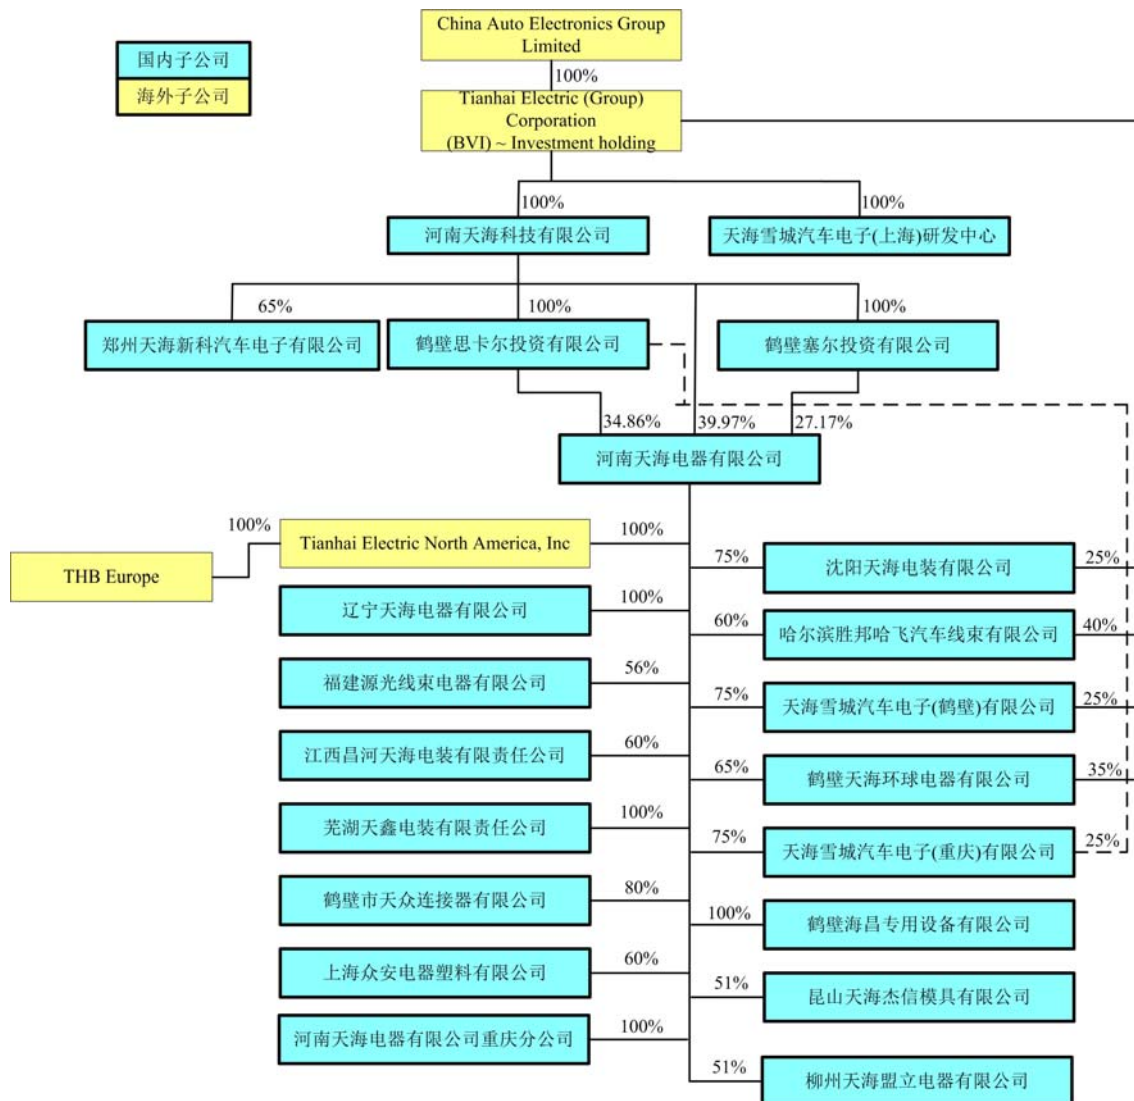 China Auto Electronics Group
Limited
国内子公司
海外子公司
100%
Tianhai Electric (Group)
Corporation
(BVI) ~ Investment holding
100%
100%
河南天海科技有限公司
天海雪城汽车电子(上海)研发中心
65%
100%
100%
郑州天海新科汽车电子有限公司
鹤壁思卡尔投资有限公司
鹤壁塞尔投资有限公司
34.86%
39.97%
27.17%
河南天海电器有限公司
100%
Tianhai Electric North America, Inc
100%
THB Europe
75%
沈阳天海电装有限公司
25%
辽宁天海电器有限公司
100%
60%
哈尔滨胜邦哈飞汽车线束有限公司
40%
福建源光线束电器有限公司
56%
75%
天海雪城汽车电子(鹤壁)有限公司
25%
江西昌河天海电装有限责任公司
60%
65%
鹤壁天海环球电器有限公司
35%
芜湖天鑫电装有限责任公司
100%
75%
天海雪城汽车电子(重庆)有限公司
25%
鹤壁市天众连接器有限公司
80%
100%
鹤壁海昌专用设备有限公司
上海众安电器塑料有限公司
60%
51%
昆山天海杰信模具有限公司
河南天海电器有限公司重庆分公司
100%
51%
柳州天海盟立电器有限公司